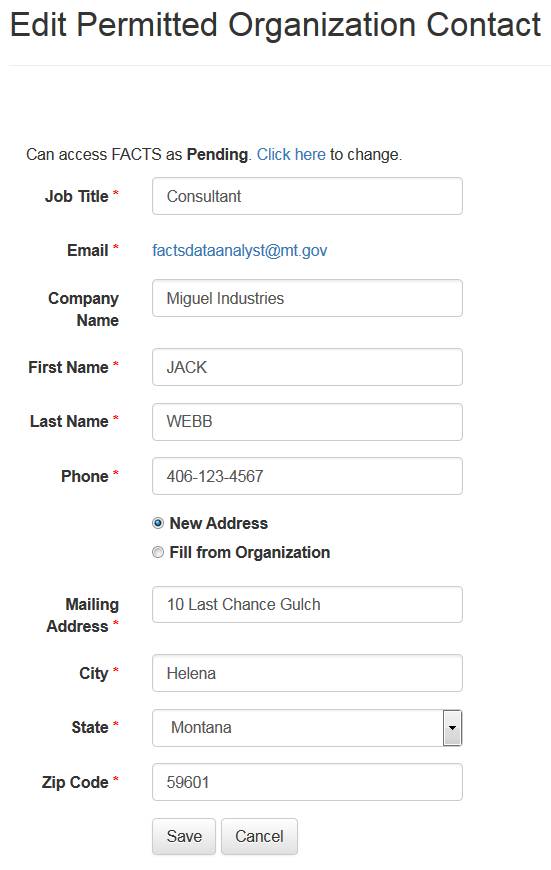 Edit Permitted Organization Contact
Can access FACTS as Pending. Click here to change.
Job Title * Consultant
Email * factsdataanalyst@mt.gov
Company
Name
Miguel Industries
First Name * JACK
Last Name * WEBB
Phone * 406-123-4567
New Address
Fill from Organization
Mailing
Address *
10 Last Chance Gulch
City * Helena
State * Montana
Zip Code * 59601
Save Cancel